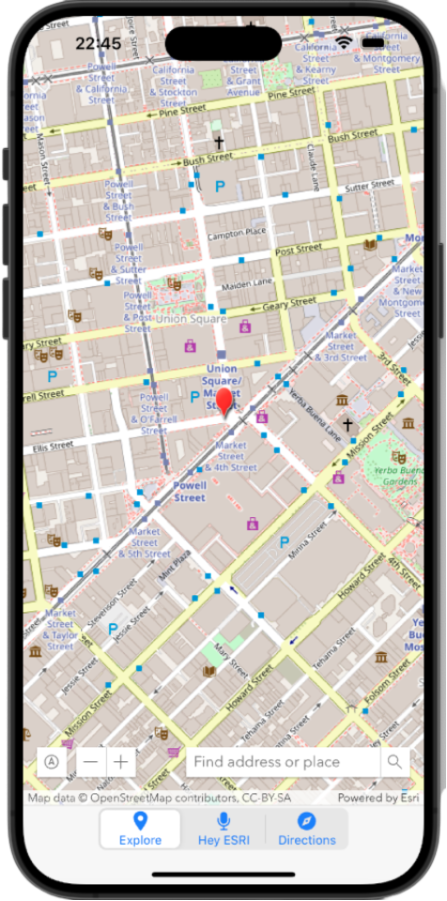 22:45
California
Street
& Stockton
Street
Street
& Grant
Avenue
California
Street
& Kearny
Street
& Montgomery
Street
Powell
Street
& California
Street
Pine Street
Pine Street
Mason Street
Bush Street
Bush Street
Claude Lane
Sutter Street
Powell
Street
& Bush
Street
P
Campton Place
Post Street
Powell
Street
& Sutter
Street
Maiden Lane
Market
Street
& New
Montgomery
Street
Powell
Street
& Post
Street
Geary Street
Union Square
Market
Street
& 3rd Street
3rd Street
P
Union
Square/
Market
P
Powell
Street
& O'Farrell
Street
Yerba Buena Lane
Ellis Street
Mission Street
Market
Street
& 4th Street
Yerba Buena
Gardens
Powell
Street
Market
Street
& 5th Street
P
Minna Street
Mint Plaza
Howard Street
4th Street
Stevenson Street
Jessie Street
P
Market
Street
& Taylor
Street
Mary Street
Tehama Street
Jessie Street
Howard Street
Folsom Street
Mission Street
Tehama Street
A
Find address or place
Map data © OpenStreetMap contributors, CC-BY-SA
Powered by Esri
Explore
Hey ESRI
Directions